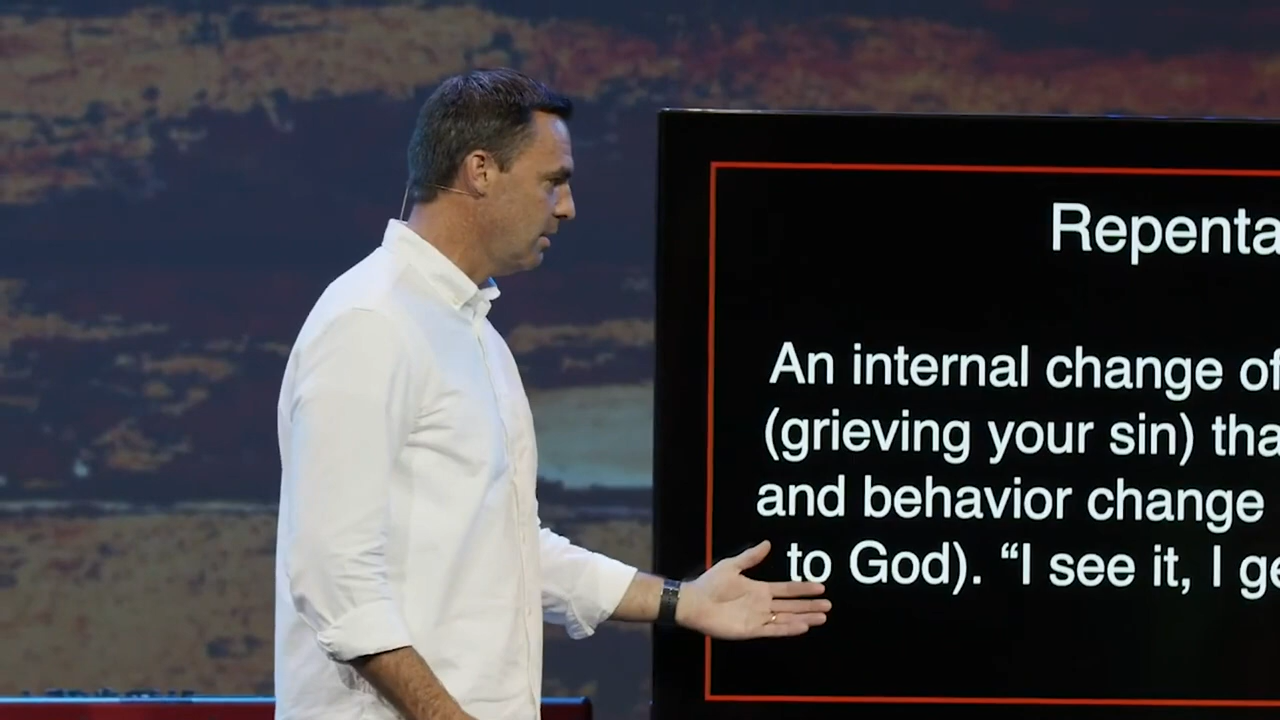 Repenta
An internal change of
(grieving your sin) tha
and behavior change
to God). “I see it, I ge